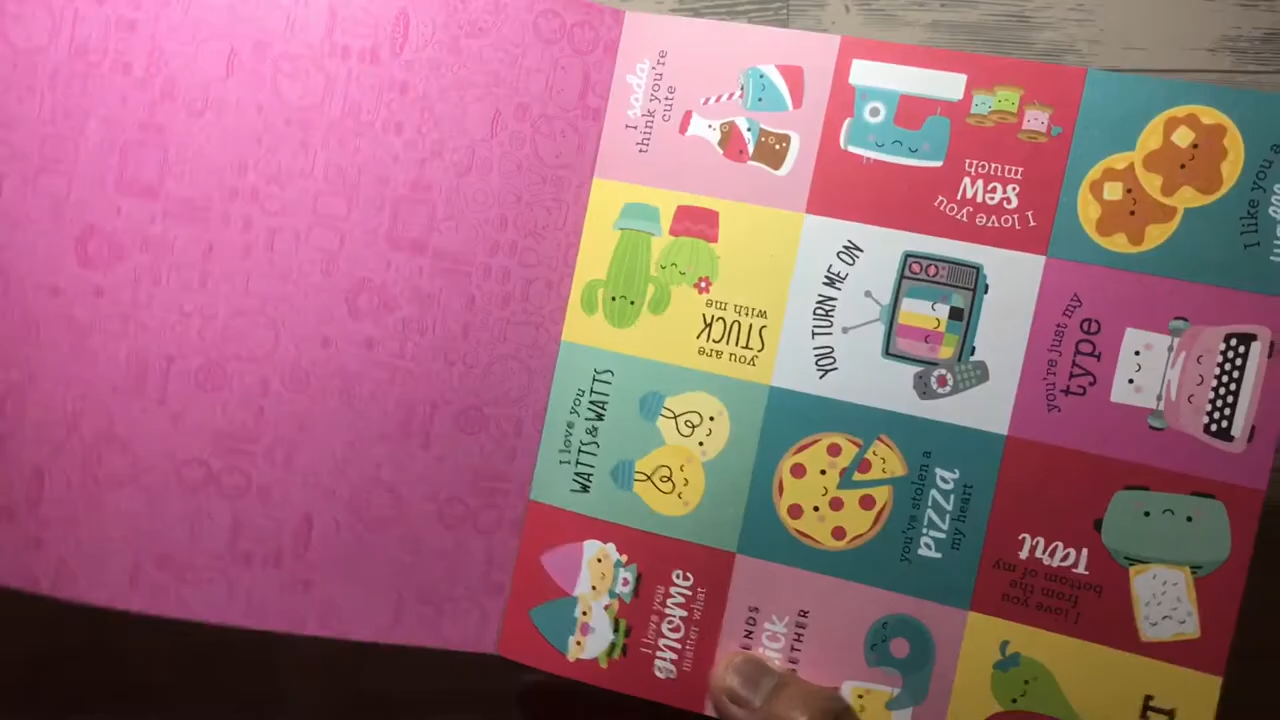 I soda
think you're
cute
I love you
sew
much
I like you a
you are
STUCK
with me
YOU TURN ME ON
you're just my
type
I love you
WATTS & WATTS
you've stolen a
pizza
my heart
I love you
from the
bottom of my
Tart
I love you
gnome
matter what